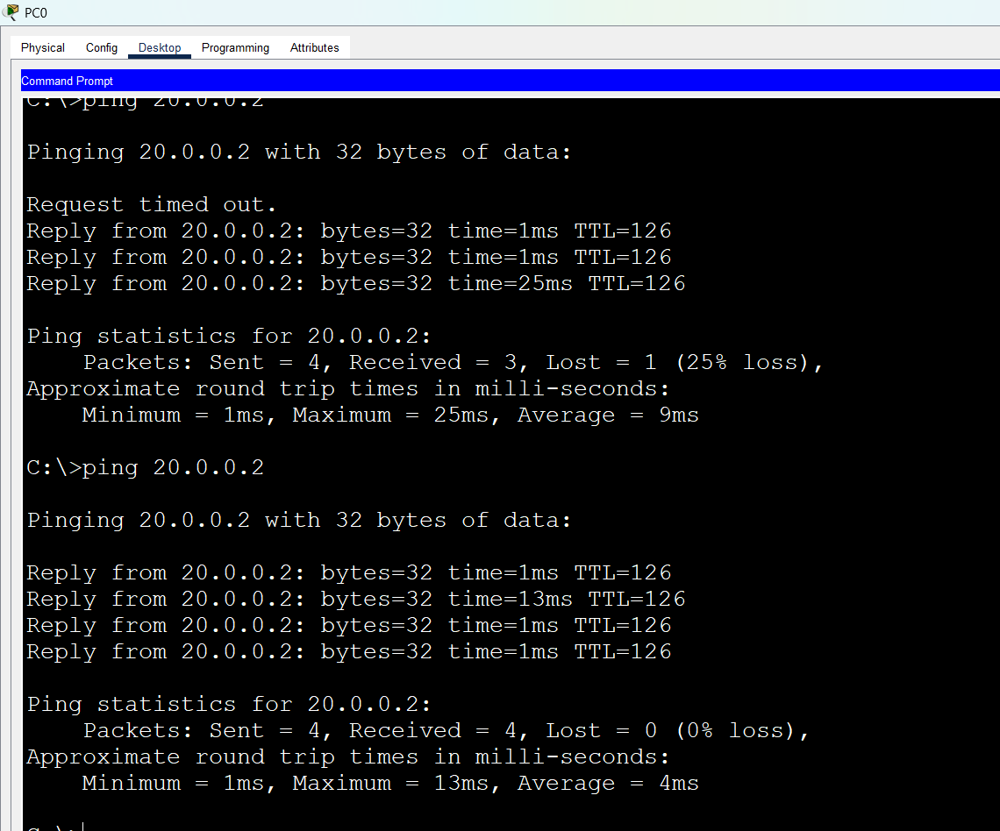 PC0
Physical Config Desktop Programming Attributes
Command Prompt
C:\>ping 20.0.0.2
Pinging 20.0.0.2 with 32 bytes of data:
Request timed out.
Reply from 20.0.0.2: bytes=32 time=1ms TTL=126
Reply from 20.0.0.2: bytes=32 time=1ms TTL=126
Reply from 20.0.0.2: bytes=32 time=25ms TTL=126
Ping statistics for 20.0.0.2:
    Packets: Sent = 4, Received = 3, Lost = 1 (25% loss),
Approximate round trip times in milli-seconds:
    Minimum = 1ms, Maximum = 25ms, Average = 9ms
C:\>ping 20.0.0.2
Pinging 20.0.0.2 with 32 bytes of data:
Reply from 20.0.0.2: bytes=32 time=1ms TTL=126
Reply from 20.0.0.2: bytes=32 time=13ms TTL=126
Reply from 20.0.0.2: bytes=32 time=1ms TTL=126
Reply from 20.0.0.2: bytes=32 time=1ms TTL=126
Ping statistics for 20.0.0.2:
    Packets: Sent = 4, Received = 4, Lost = 0 (0% loss),
Approximate round trip times in milli-seconds:
    Minimum = 1ms, Maximum = 13ms, Average = 4ms